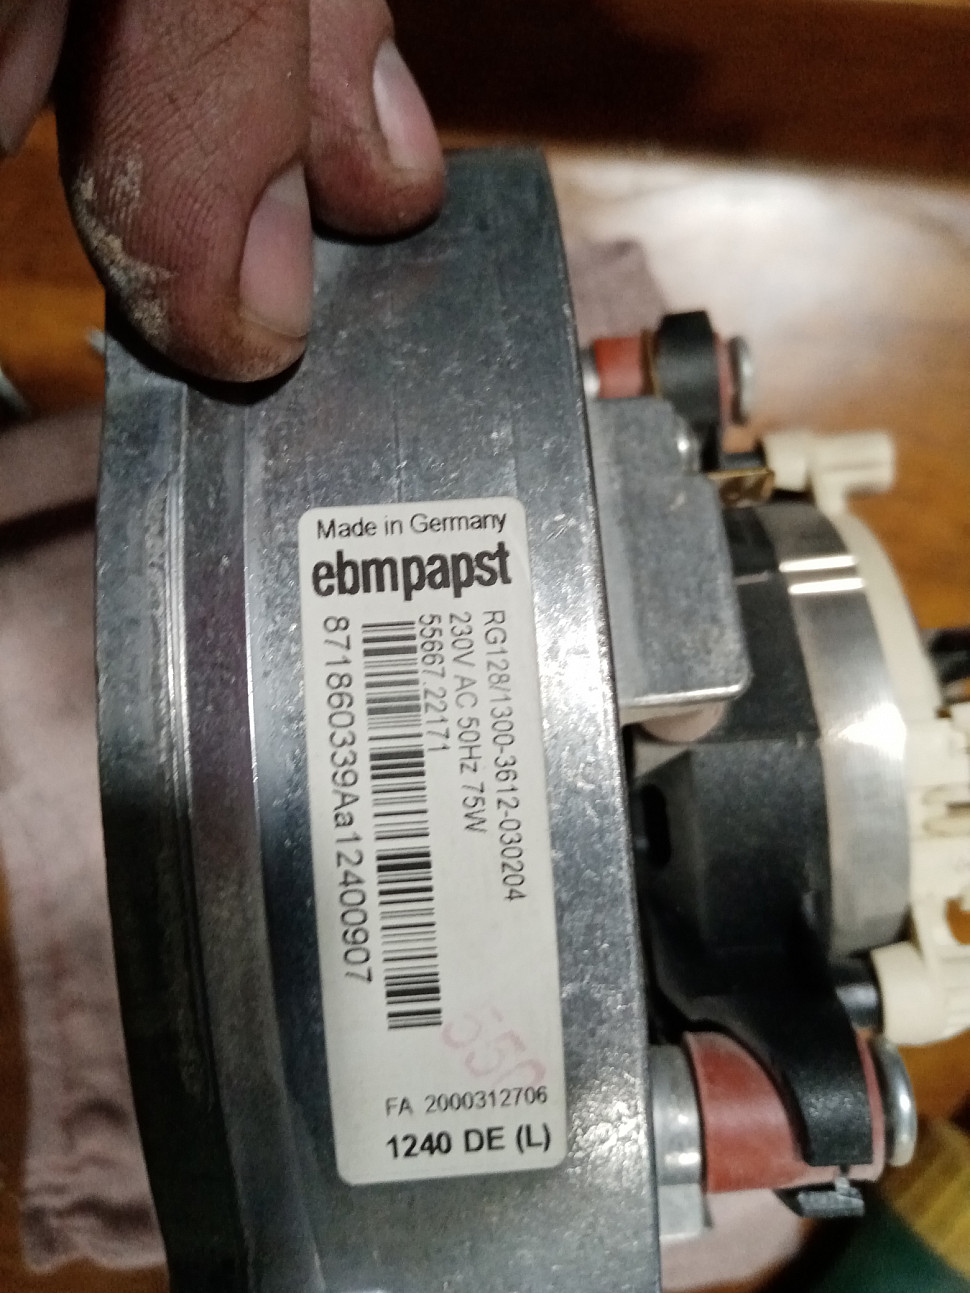 Made in Germany
ebmpapst
RG128/1300-3612-030204
230V AC 50Hz 75W
55667.22171
871860339Aa12400907
550
FA 2000312706
1240 DE (L)